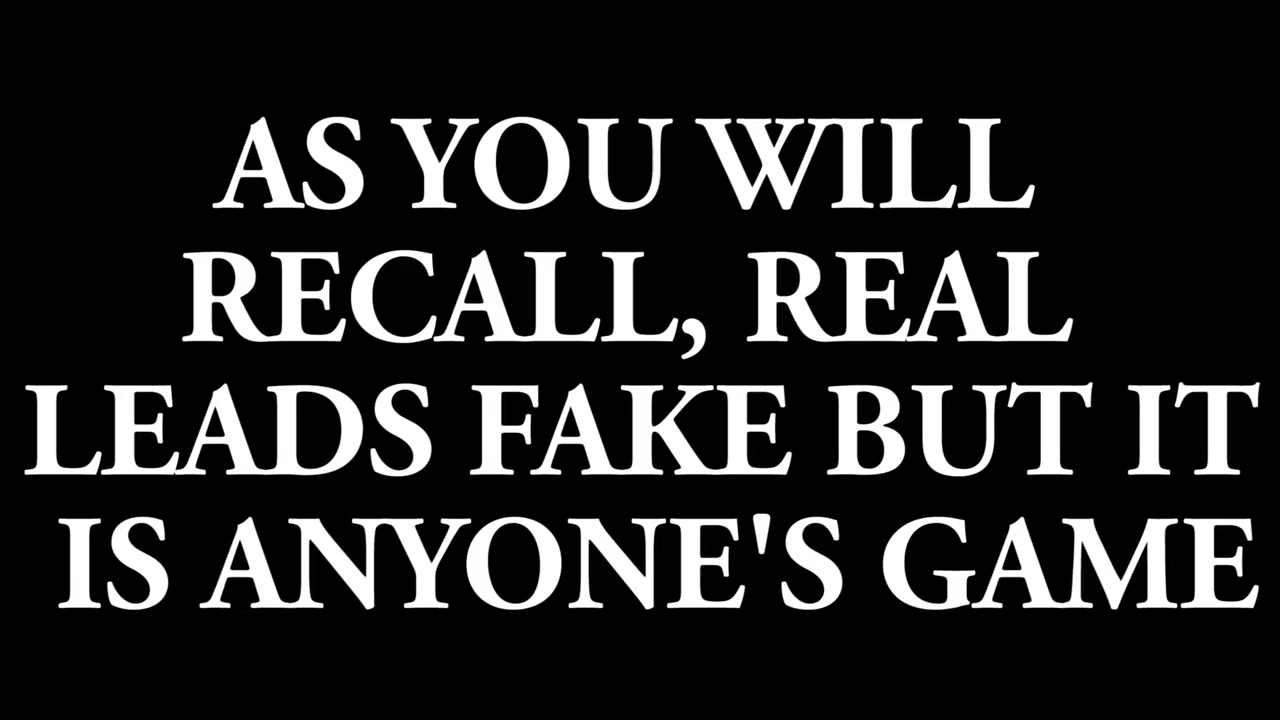 AS YOU WILL
RECALL, REAL
LEADS FAKE BUT IT
IS ANYONE'S GAME